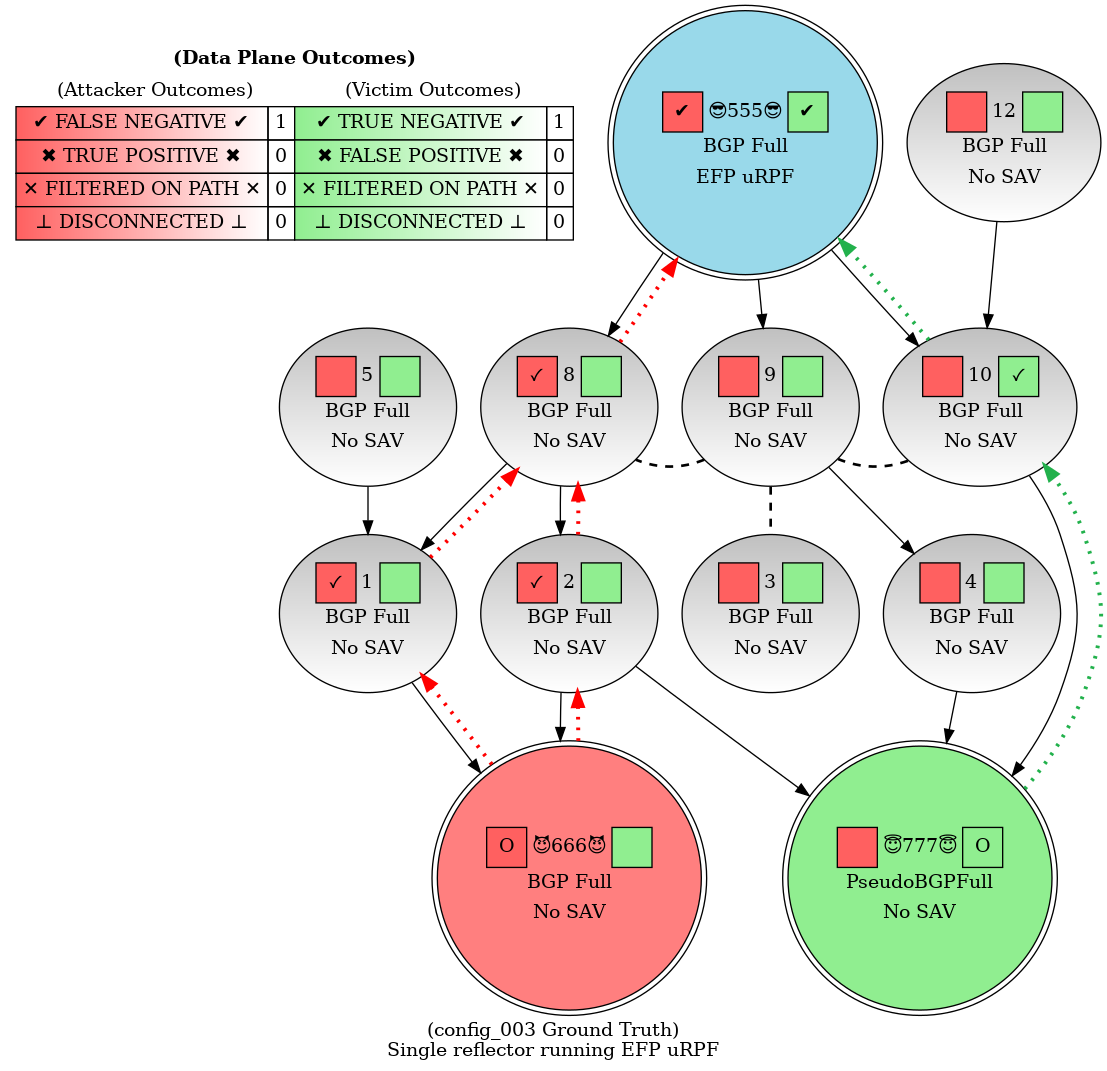 (Data Plane Outcomes)
(Attacker Outcomes) (Victim Outcomes)
✔ FALSE NEGATIVE ✔ 1 ✔ TRUE NEGATIVE ✔ 1
✖ TRUE POSITIVE ✖ 0 ✖ FALSE POSITIVE ✖ 0
✕ FILTERED ON PATH ✕ 0 ✕ FILTERED ON PATH ✕ 0
⊥ DISCONNECTED ⊥ 0 ⊥ DISCONNECTED ⊥ 0
✔ 😎555😎 ✔
BGP Full
EFP uRPF
12
BGP Full
No SAV
5
BGP Full
No SAV
✓ 8
BGP Full
No SAV
9
BGP Full
No SAV
10 ✓
BGP Full
No SAV
✓ 1
BGP Full
No SAV
✓ 2
BGP Full
No SAV
3
BGP Full
No SAV
4
BGP Full
No SAV
O 😈666😈
BGP Full
No SAV
😇777😇 O
PseudoBGPFull
No SAV
(config_003 Ground Truth)
Single reflector running EFP uRPF